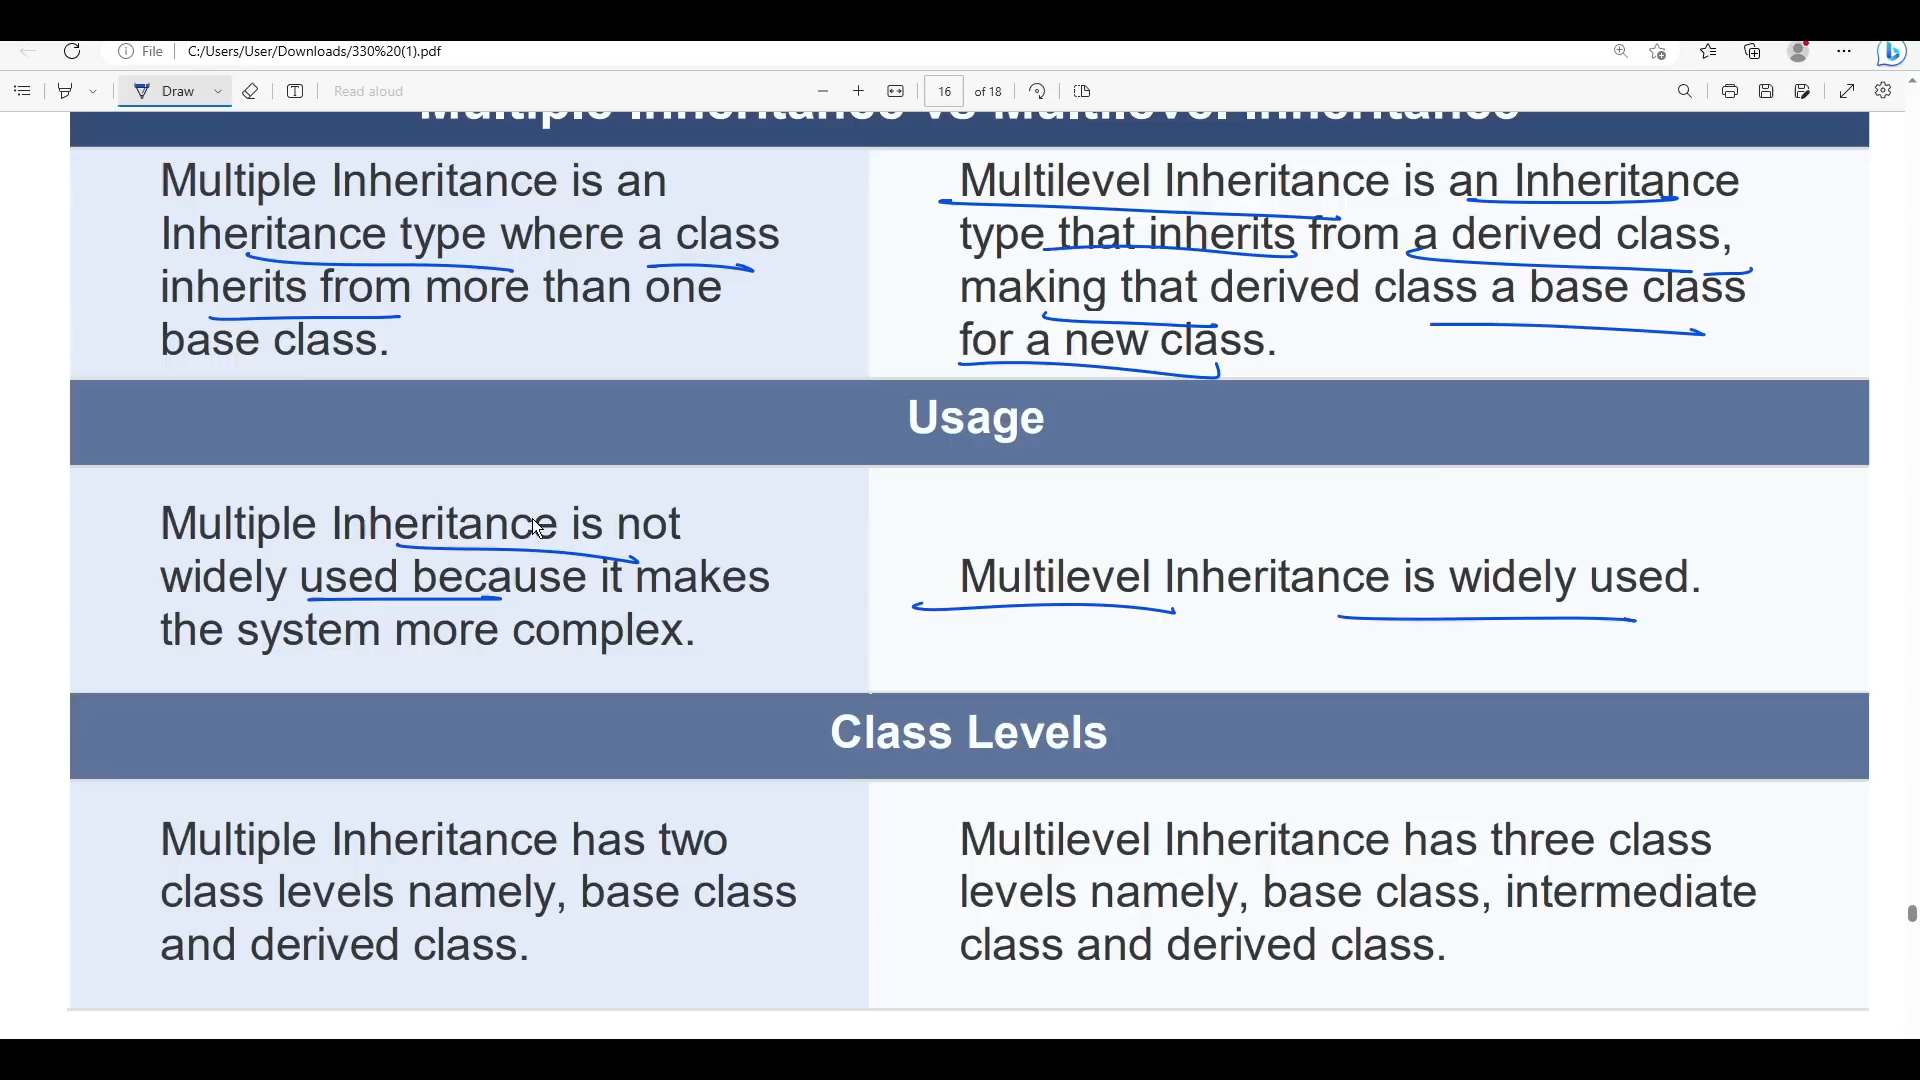 File
C:/Users/User/Downloads/330%20(1).pdf
Draw
Read aloud
16
of 18
Multiple Inheritance vs Multilevel Inheritance
Multiple Inheritance is an
Inheritance type where a class
inherits from more than one
base class.
Multilevel Inheritance is an Inheritance
type that inherits from a derived class,
making that derived class a base class
for a new class.
Usage
Multiple Inheritance is not
widely used because it makes
the system more complex.
Multilevel Inheritance is widely used.
Class Levels
Multiple Inheritance has two
class levels namely, base class
and derived class.
Multilevel Inheritance has three class
levels namely, base class, intermediate
class and derived class.